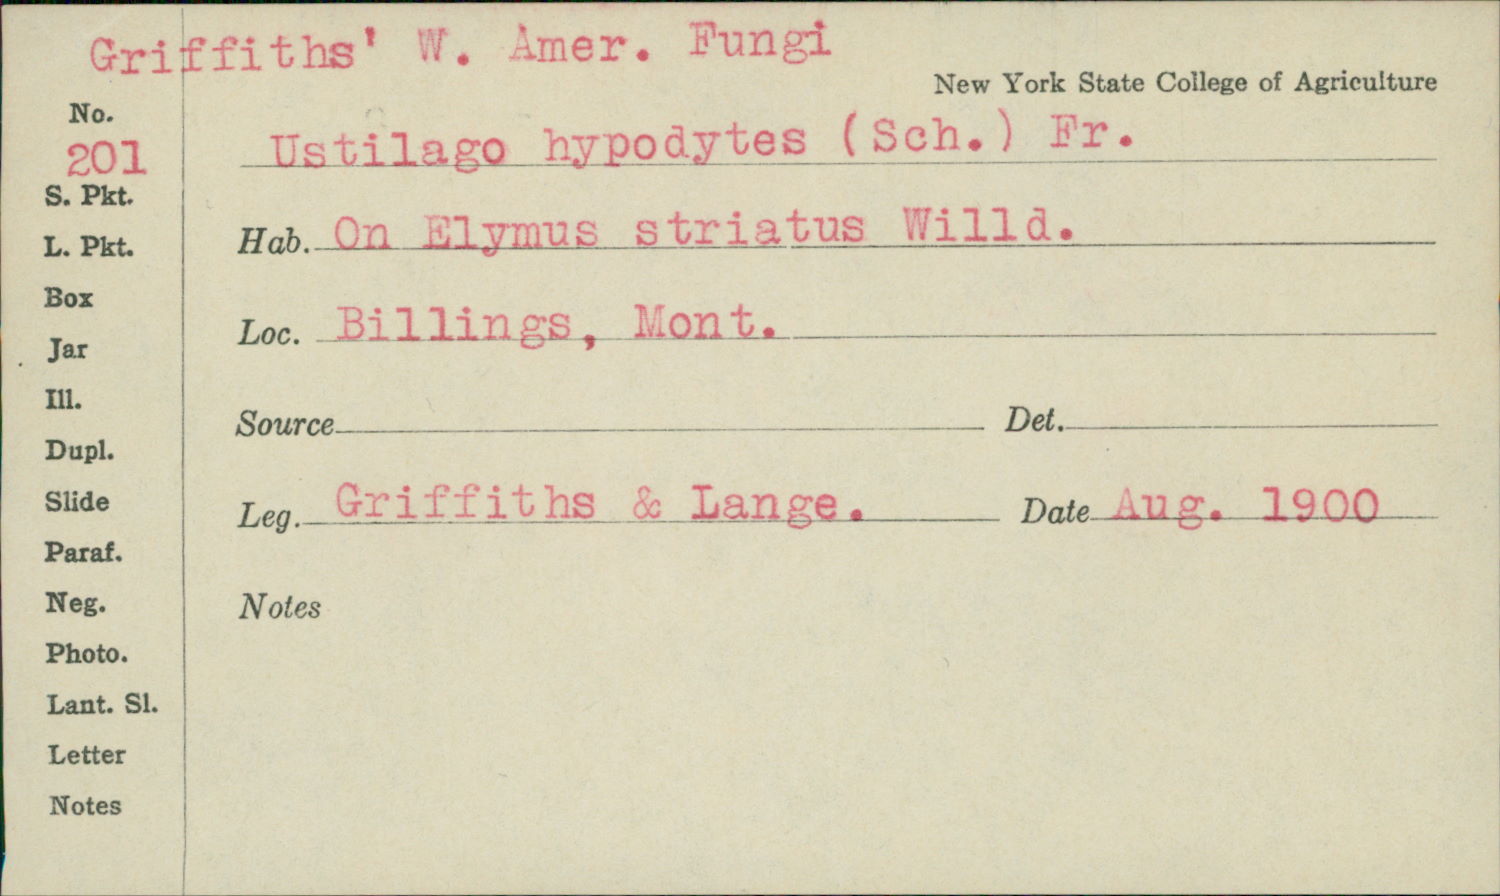 Griffiths' W. Amer. Fungi
New York State College of Agriculture
No.
201
Ustilago hypodytes (Sch.) Fr.
S. Pkt.
Hab. On Elymus striatus Willd.
L. Pkt.
Box
Loc. Billings, Mont.
Jar
Ill.
Source Det.
Dupl.
Slide
Leg. Griffiths & Lange. Date Aug. 1900
Paraf.
Neg.
Notes
Photo.
Lant. Sl.
Letter
Notes